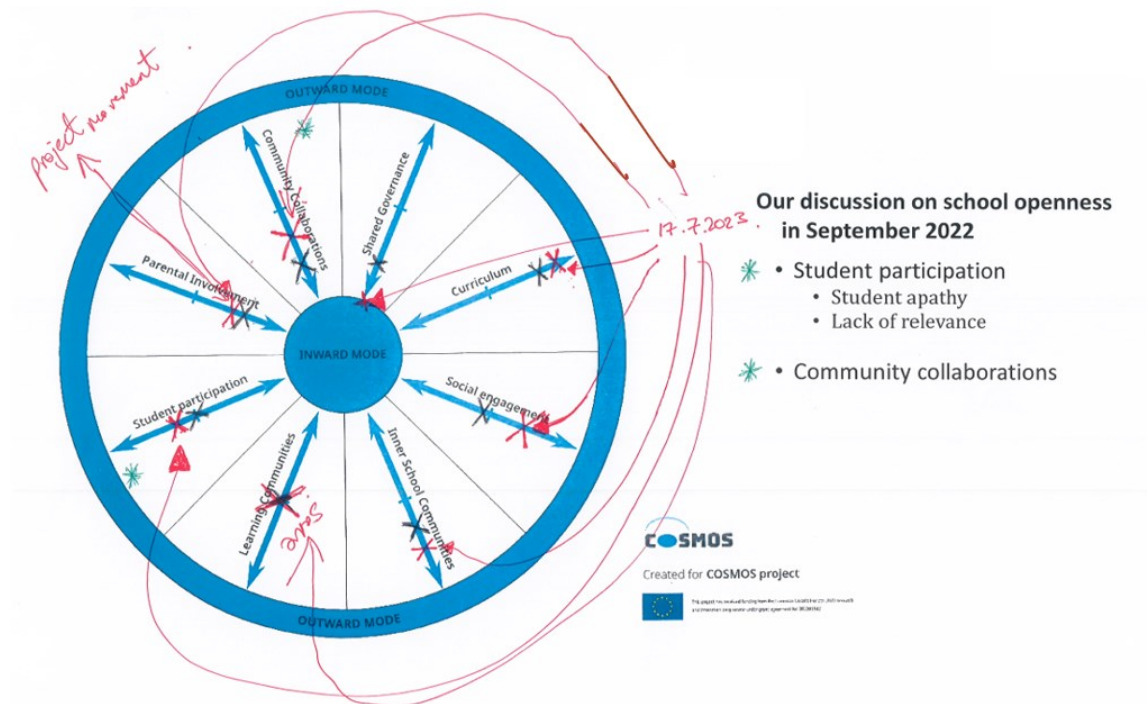 Project movement
OUTWARD MODE
Community Collaborations
Shared Governance
Parental Involvement
Curriculum
INWARD MODE
Student participation
Social engagement
Learning Communities
Inner School Communities
OUTWARD MODE
17.7.2023.
Our discussion on school openness
in September 2022
• Student participation
• Student apathy
• Lack of relevance
• Community collaborations
COSMOS
Created for COSMOS project